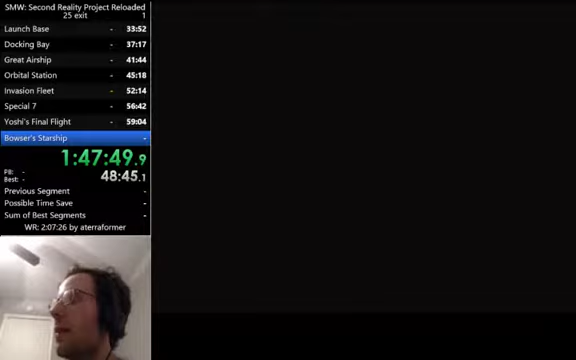 SMW: Second Reality Project Reloaded
25 exit 1
Launch Base - 33:52
Docking Bay - 37:17
Great Airship - 41:44
Orbital Station - 45:18
Invasion Fleet - 52:14
Special 7 - 56:42
Yoshi's Final Flight - 59:04
Bowser's Starship -
1:47:49.9
PB: -
Best: - 48:45.1
Previous Segment -
Possible Time Save -
Sum of Best Segments -
WR: 2:07:26 by aterraformer